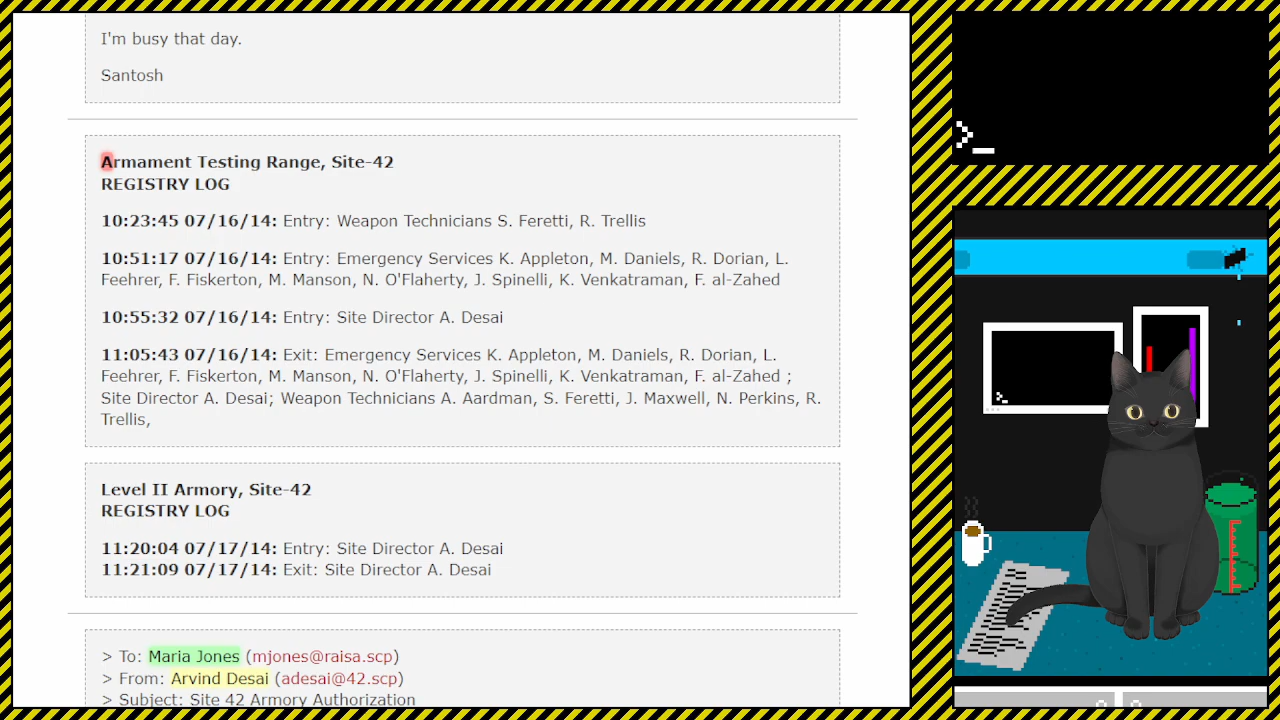 I'm busy that day.
Santosh
Armament Testing Range, Site-42
REGISTRY LOG
10:23:45 07/16/14: Entry: Weapon Technicians S. Feretti, R. Trellis
10:51:17 07/16/14: Entry: Emergency Services K. Appleton, M. Daniels, R. Dorian, L.
Feehrer, F. Fiskerton, M. Manson, N. O'Flaherty, J. Spinelli, K. Venkatraman, F. al-Zahed
10:55:32 07/16/14: Entry: Site Director A. Desai
11:05:43 07/16/14: Exit: Emergency Services K. Appleton, M. Daniels, R. Dorian, L.
Feehrer, F. Fiskerton, M. Manson, N. O'Flaherty, J. Spinelli, K. Venkatraman, F. al-Zahed ;
Site Director A. Desai; Weapon Technicians A. Aardman, S. Feretti, J. Maxwell, N. Perkins, R.
Trellis,
Level II Armory, Site-42
REGISTRY LOG
11:20:04 07/17/14: Entry: Site Director A. Desai
11:21:09 07/17/14: Exit: Site Director A. Desai
> To: Maria Jones (mjones@raisa.scp)
> From: Arvind Desai (adesai@42.scp)
> Subject: Site 42 Armory Authorization
>_
>_